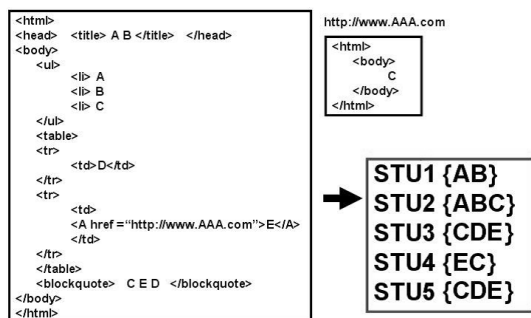 <html>
<head> <title> A B </title> </head>
<body>
<ul>
<li> A
<li> B
<li> C
</ul>
<table>
<tr>
<td>D</td>
</tr>
<tr>
<td>
<A href =“http://www.AAA.com”>E</A>
</td>
</tr>
</table>
<blockquote> C E D </blockquote>
</body>
</html>
http://www.AAA.com
<html>
<body>
C
</body>
</html>
STU1 {AB}
STU2 {ABC}
STU3 {CDE}
STU4 {EC}
STU5 {CDE}